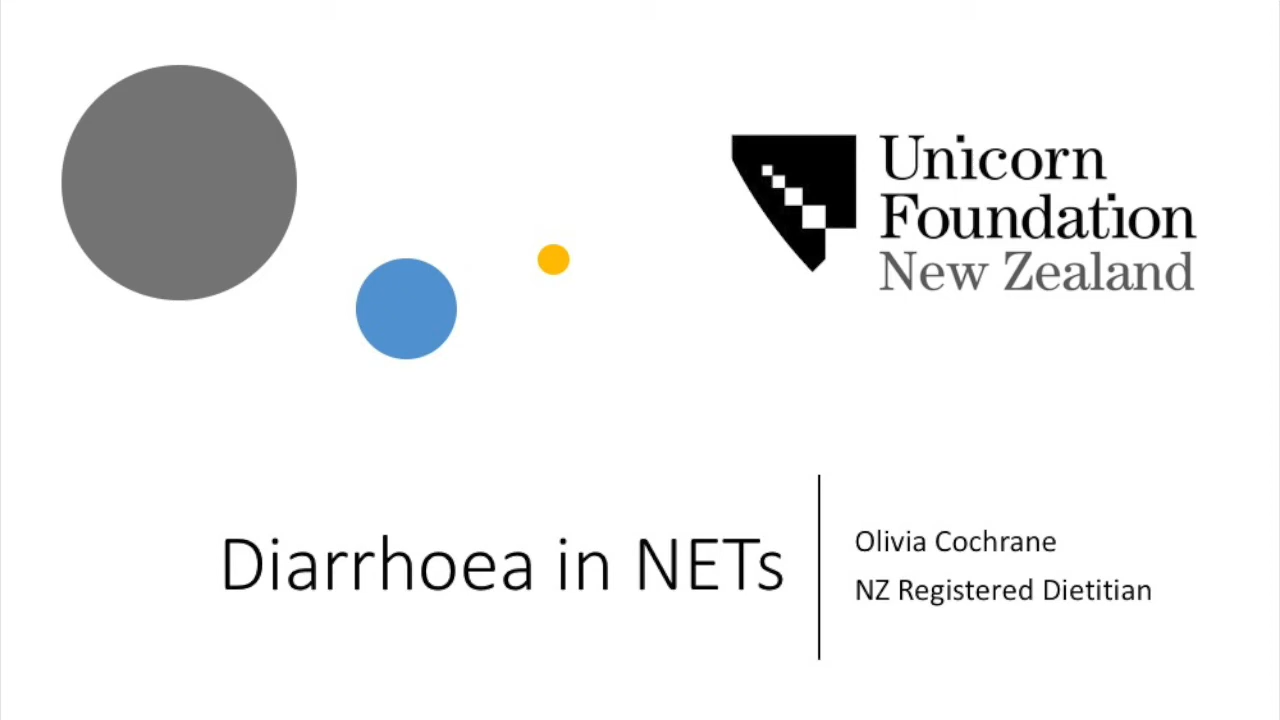 Unicorn
Foundation
New Zealand
Diarrhoea in NETs
Olivia Cochrane
NZ Registered Dietitian